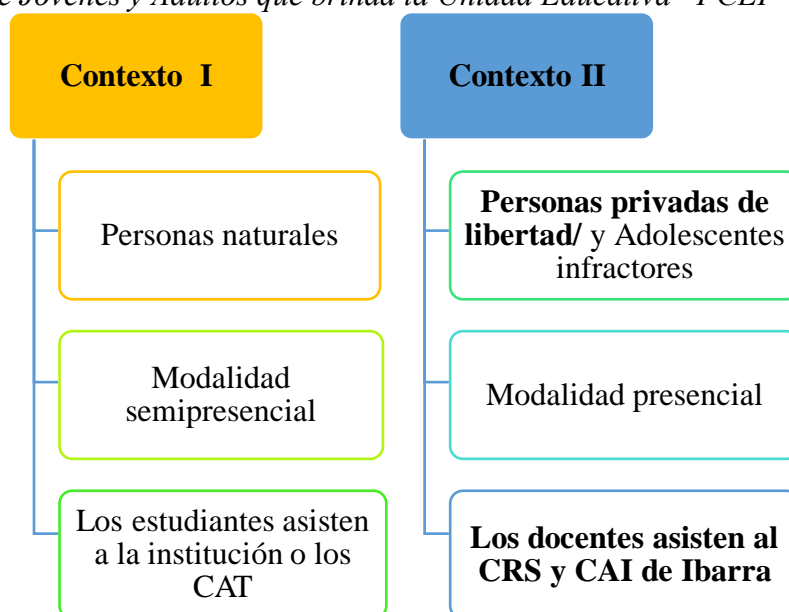 e Jóvenes y Adultos que brinda la Unidad Educativa "PCEI
Contexto I
Personas naturales
Modalidad
semipresencial
Los estudiantes asisten
a la institución o los
CAT
Contexto II
Personas privadas de
libertad/ y Adolescentes
infractores
Modalidad presencial
Los docentes asisten al
CRS y CAI de Ibarra